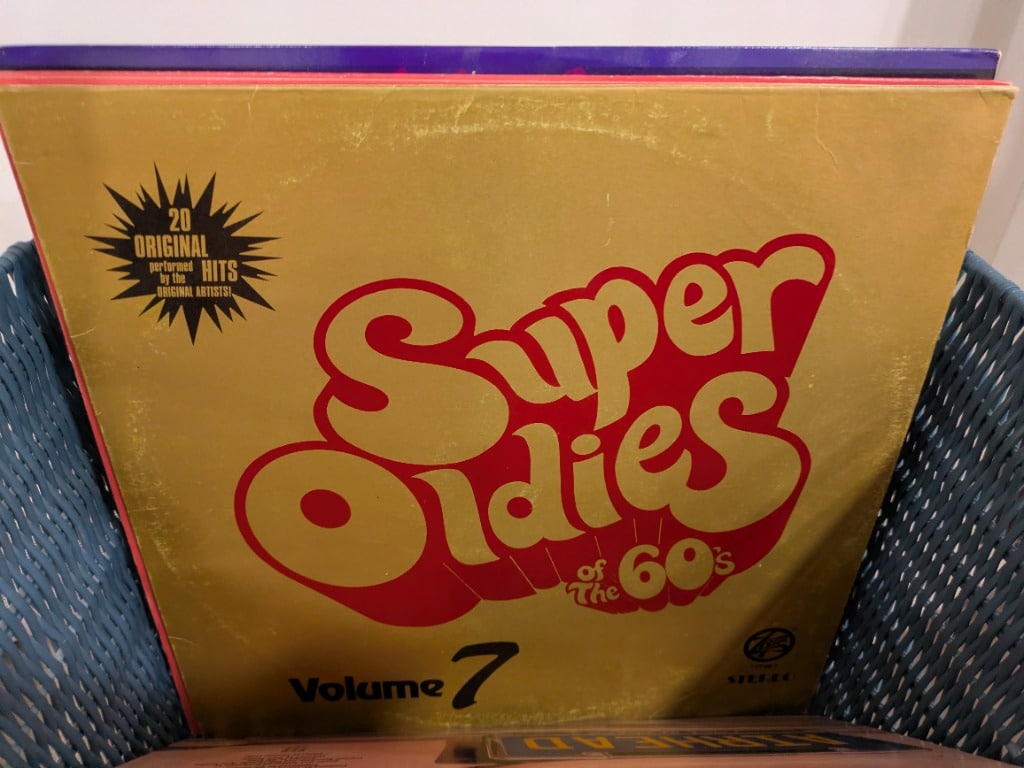 20
ORIGINAL
performed
by the HITS
ORIGINAL ARTISTS!
Super
Oldies
of
The 60's
Volume 7
STEREO